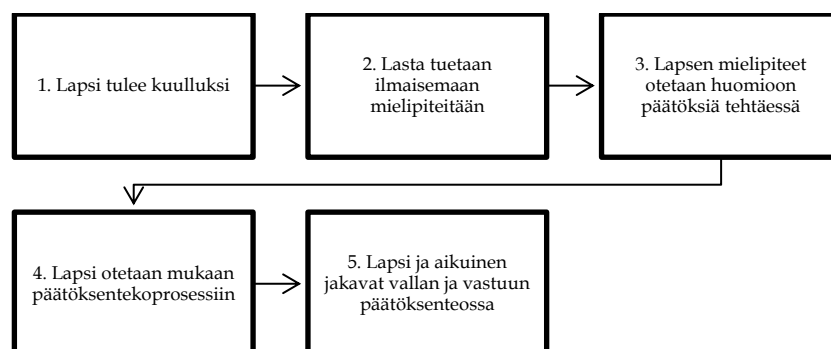 1. Lapsi tulee kuulluksi
2. Lasta tuetaan
ilmaisemaan
mielipiteitään
3. Lapsen mielipiteet
otetaan huomioon
päätöksiä tehtäessä
4. Lapsi otetaan mukaan
päätöksentekoprosessiin
5. Lapsi ja aikuinen
jakavat vallan ja vastuun
päätöksenteossa